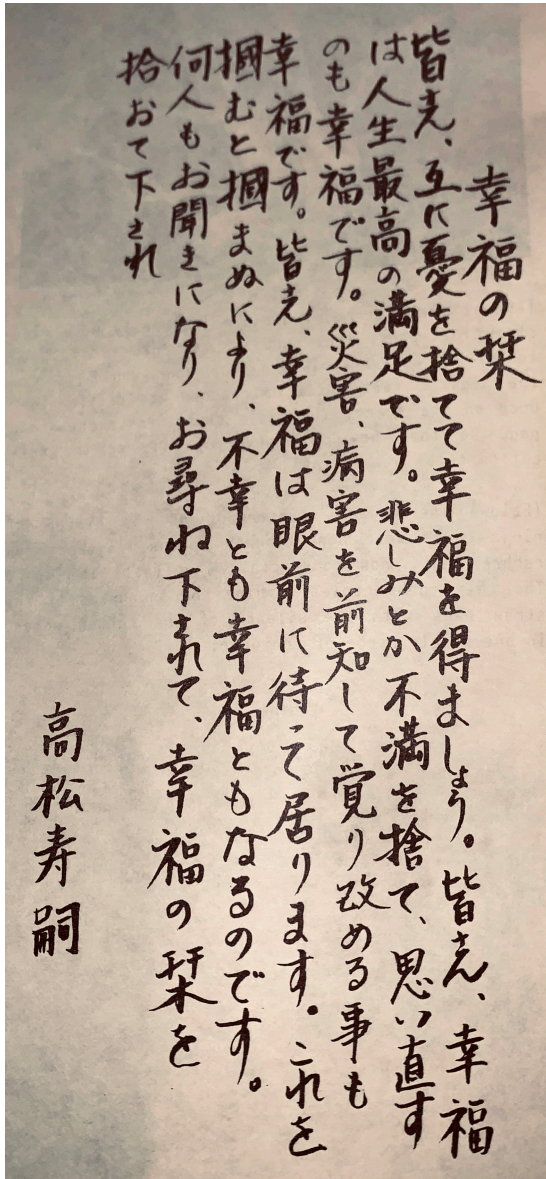 幸福の栞
皆さん、互に憂を捨てて幸福を得ましょう。皆さん、幸福
は人生最高の満足です。悲しみとか不満を捨て、思い直す
のも幸福です。災害、病害を前知して覚り改める事も
幸福です。皆さん、幸福は眼前に待って居ります。これを
掴むと掴まぬにより、不幸とも幸福ともなるのです。
何人もお聞きになり、お尋ね下されて、幸福の栞を
拾おて下され
高松寿嗣